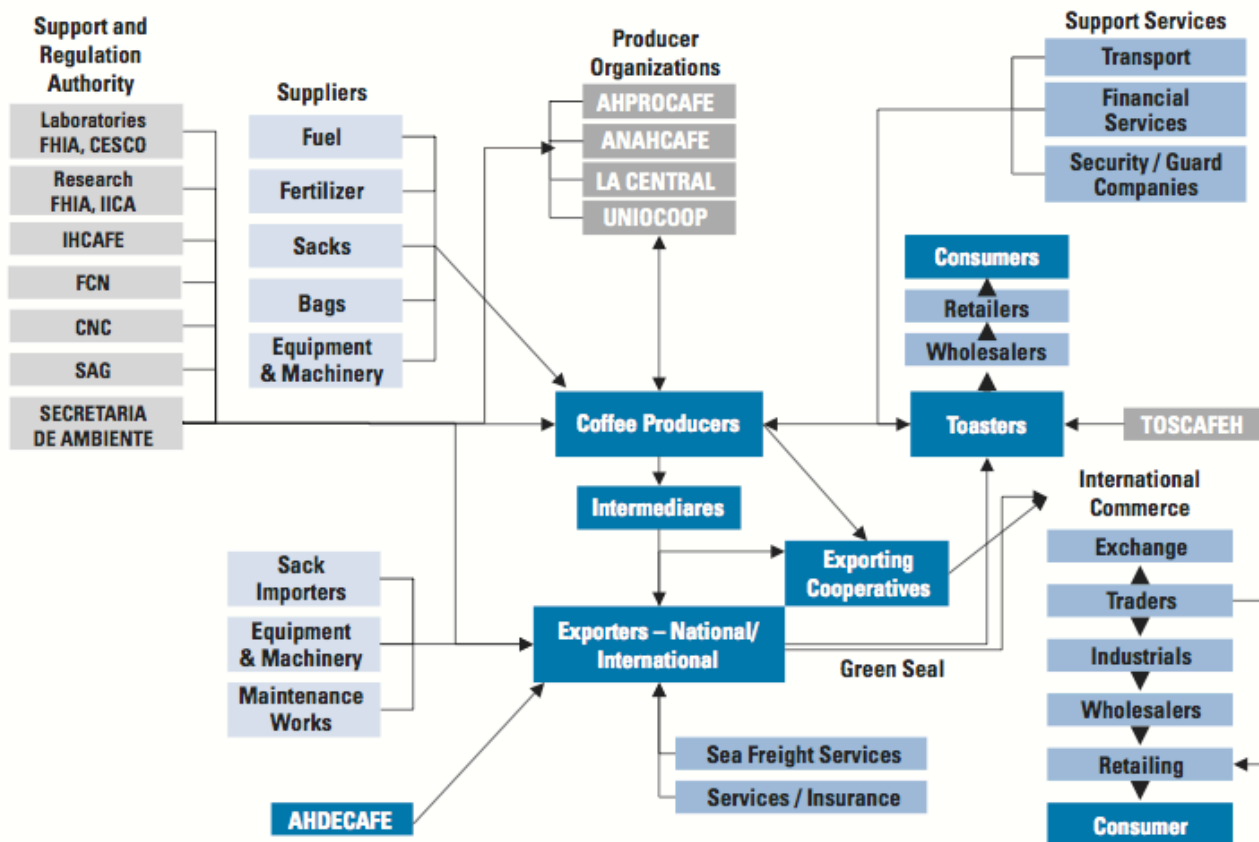 Support and
Regulation
Authority
Laboratories
FHIA, CESCO
Research
FHIA, IICA
IHCAFE
FCN
CNC
SAG
SECRETARIA
DE AMBIENTE
Suppliers
Fuel
Fertilizer
Sacks
Bags
Equipment
& Machinery
Producer
Organizations
AHPROCAFE
ANAHCAFE
LA CENTRAL
UNIOCOOP
Support Services
Transport
Financial
Services
Security / Guard
Companies
Consumers
Retailers
Wholesalers
Coffee Producers
Toasters
TOSCAFEH
Intermediares
Exporting
Cooperatives
International
Commerce
Exchange
Traders
Industrials
Wholesalers
Retailing
Consumer
Sack
Importers
Equipment
& Machinery
Maintenance
Works
Exporters – National/
International
Green Seal
Sea Freight Services
Services / Insurance
AHDECAFE